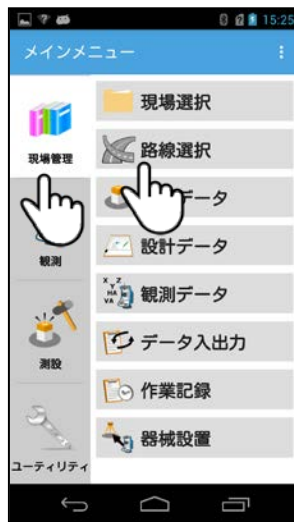 15:25
メインメニュー
現場管理
観測
測設
ユーティリティ
現場選択
路線選択
データ
設計データ
X Y Z
HA
VA
観測データ
データ入出力
作業記録
器械設置